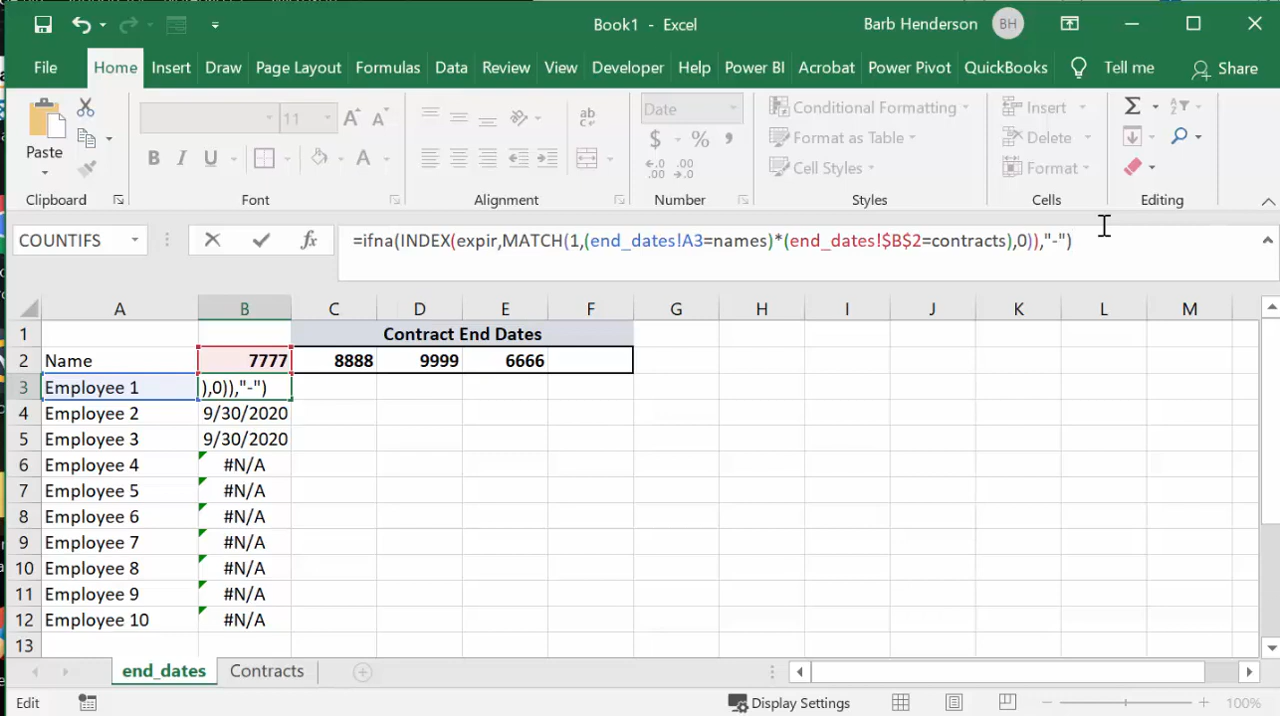 Book1 - Excel
Barb Henderson
BH
File Home Insert Draw Page Layout Formulas Data Review View Developer Help Power BI Acrobat Power Pivot QuickBooks Tell me Share
Paste
11
A A
ab
Date
Conditional Formatting
Insert
B I U
A
$ % 9
Format as Table
Delete
Cell Styles
Format
Clipboard Font Alignment Number Styles Cells Editing
COUNTIFS
fx
=ifna(INDEX(expir,MATCH(1,(end_dates!A3=names)*(end_dates!$B$2=contracts),0)),"-")
A B C D E F G H I J K L M
1 Contract End Dates
2 Name 7777 8888 9999 6666
3 Employee 1 ),0)),"-")
4 Employee 2 9/30/2020
5 Employee 3 9/30/2020
6 Employee 4 #N/A
7 Employee 5 #N/A
8 Employee 6 #N/A
9 Employee 7 #N/A
10 Employee 8 #N/A
11 Employee 9 #N/A
12 Employee 10 #N/A
13
end_dates Contracts
Edit
Display Settings
100%